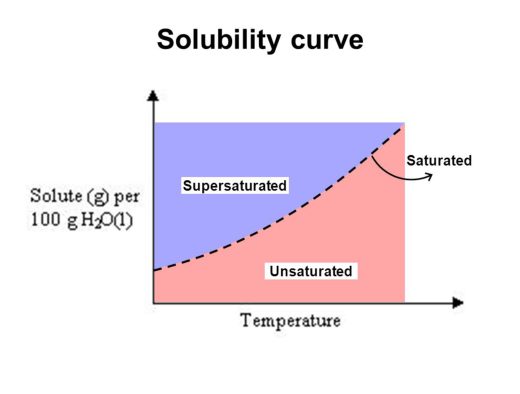 Solubility curve
Saturated
Supersaturated
Solute (g) per
100 g H₂O(l)
Unsaturated
Temperature